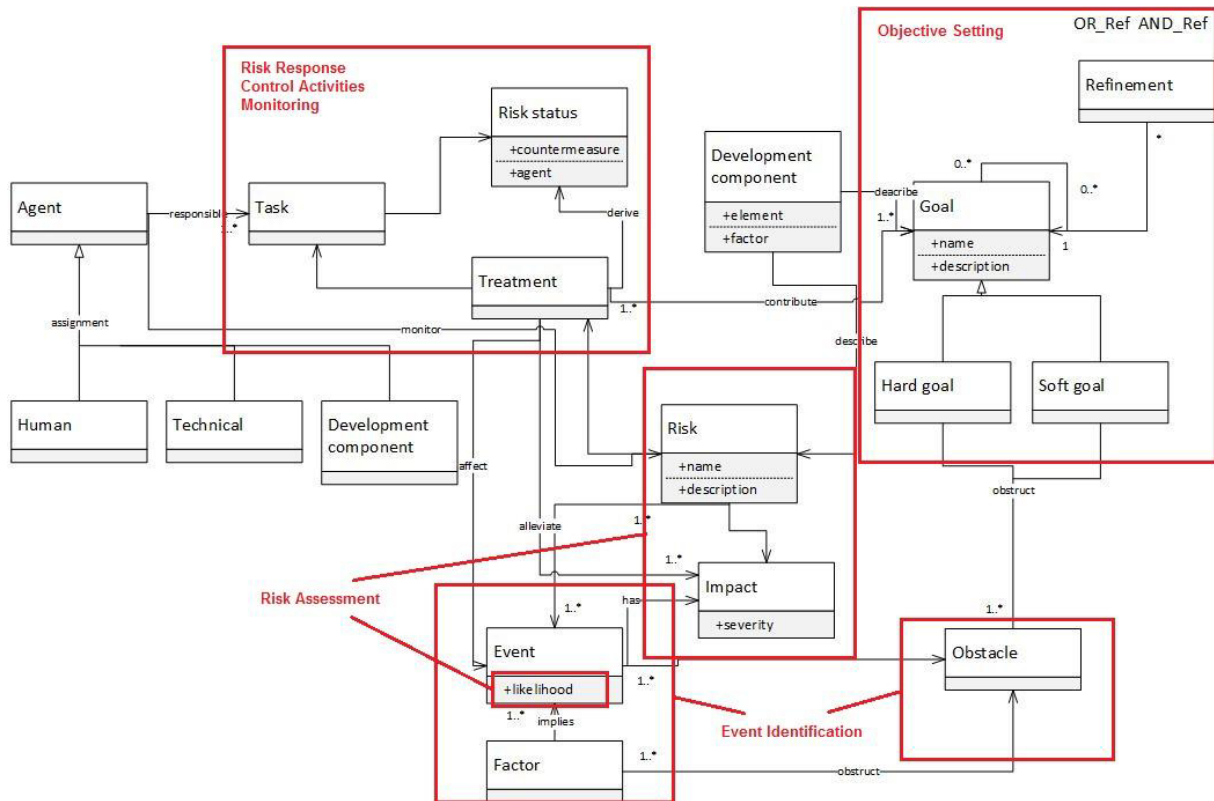 Objective Setting
OR_Ref AND_Ref
Risk Response
Control Activities
Monitoring
Refinement
Risk status
+countermeasure
+agent
Development
component
+element
+factor
*
0..*
0..*
dearibe
1..*
1
Goal
+name
+description
Agent
responsible
1..*
Task
derive
Treatment
1..*
contribute
assignment
monitor
describe
Hard goal
Soft goal
Human
Technical
Development
component
Risk
+name
+description
affect
obstruct
alleviate
1..*
1..*
Impact
+severity
Risk Assessment
has
1..*
1..*
Event
+likelihood
1..*
Obstacle
1..*
implies
Event Identification
Factor
1..*
obstruct